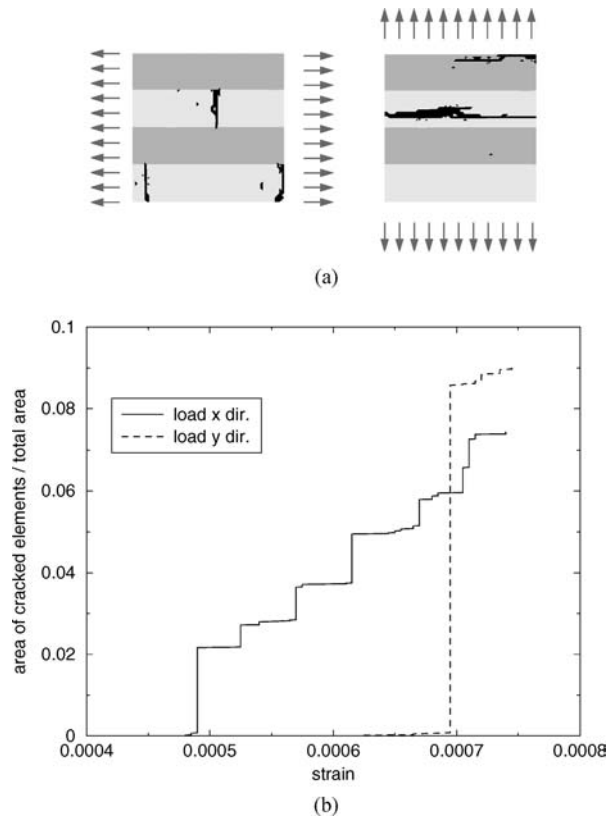 (a)
0.1
0.08
0.06
0.04
0.02
0
area of cracked elements / total area
load x dir.
load y dir.
0.0004
0.0005
0.0006
0.0007
0.0008
strain
(b)